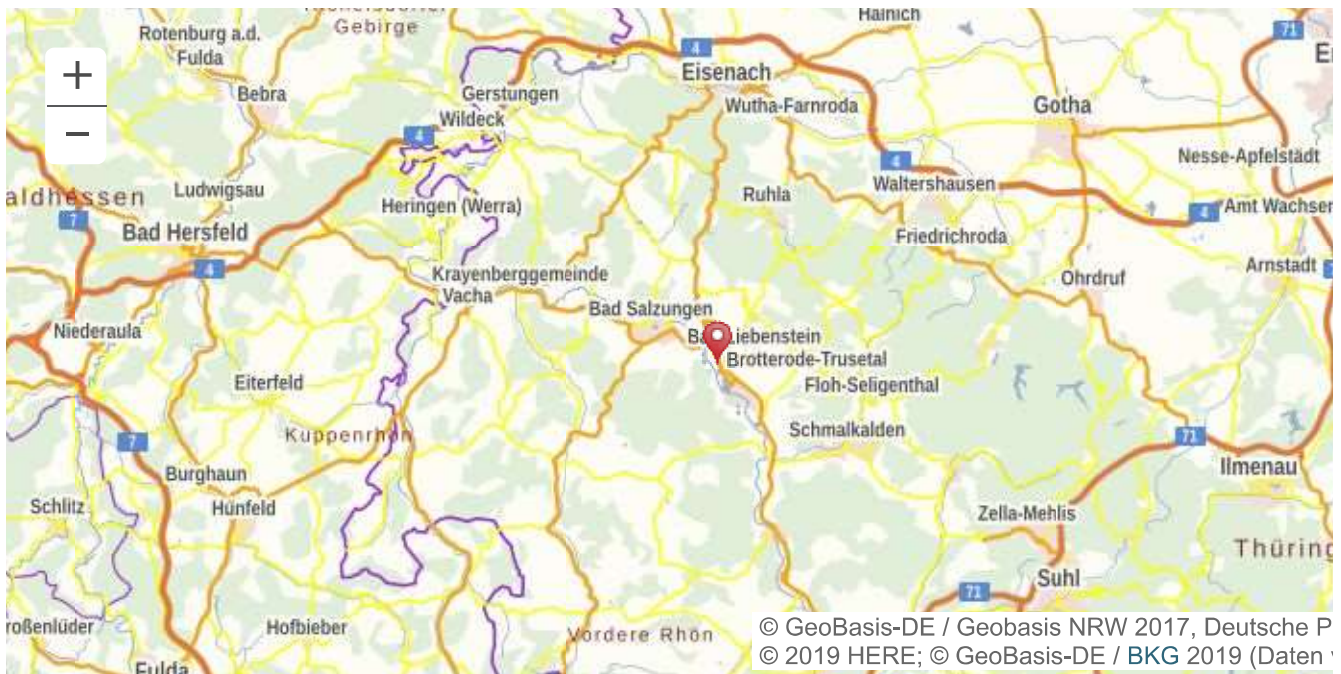 Gebirge
Hainich
71
Rotenburg a.d.
Fulda
4
Eisenach
Bebra
Gerstungen
Wutha-Farnroda
Gotha
Wildeck
4
Nesse-Apfelstädt
4
Waltershausen
Ludwigsau
Ruhla
aldhessen
7
Heringen (Werra)
4
Amt Wachsen
Bad Hersfeld
Friedrichroda
4
Krayenberggemeinde
Ohrdruf
Arnstadt
Vacha
Bad Salzungen
Niederaula
Liebenstein
Brotterode-Trusetal
Eiterfeld
Floh-Seligenthal
Kuppenrhön
7
Schmalkalden
71
Ilmenau
Burghaun
Schlitz
Hünfeld
Zella-Mehlis
Thüring
Suhl
71
roßenlüder
Hofbieber
Vordere Rhön
Fulda
© GeoBasis-DE / Geobasis NRW 2017, Deutsche P
© 2019 HERE; © GeoBasis-DE / BKG 2019 (Daten